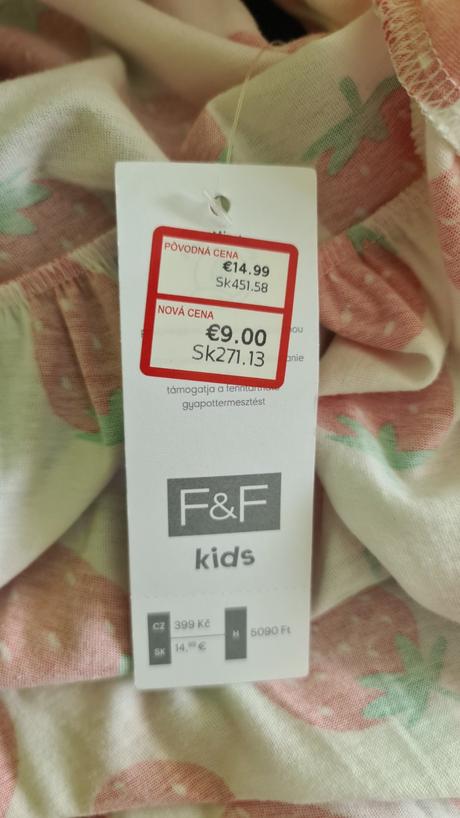 PÔVODNÁ CENA
€14.99
Sk451.58
NOVÁ CENA
€9.00
Sk271.13
támogatja a fenntartható
gyapottermesztést
F&F
kids
CZ 399 Kč
SK 14,99 €
H 5090 Ft